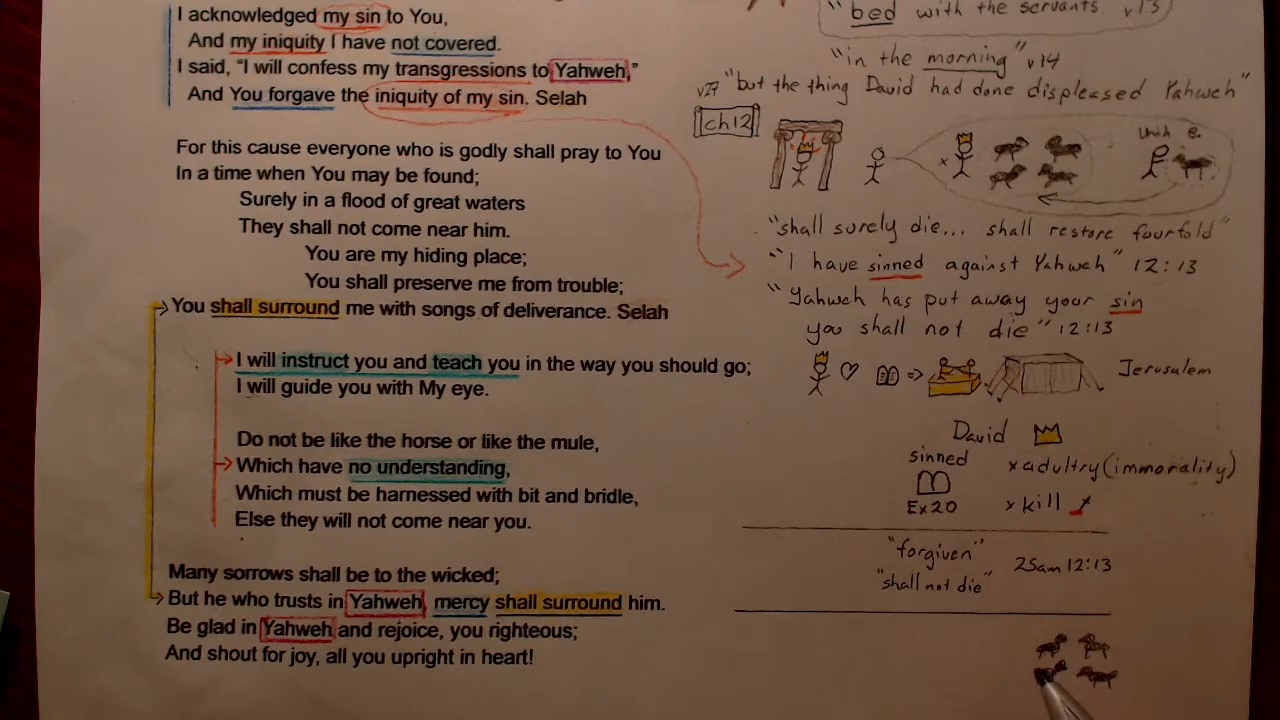 I acknowledged my sin to You,
And my iniquity I have not covered.
I said, "I will confess my transgressions to Yahweh,"
And You forgave the iniquity of my sin. Selah
For this cause everyone who is godly shall pray to You
In a time when You may be found;
Surely in a flood of great waters
They shall not come near him.
You are my hiding place;
You shall preserve me from trouble;
You shall surround me with songs of deliverance. Selah
I will instruct you and teach you in the way you should go;
I will guide you with My eye.
Do not be like the horse or like the mule,
Which have no understanding,
Which must be harnessed with bit and bridle,
Else they will not come near you.
Many sorrows shall be to the wicked;
But he who trusts in Yahweh, mercy shall surround him.
Be glad in Yahweh and rejoice, you righteous;
And shout for joy, all you upright in heart!
"bed with the servants. v13
"in the morning" v14
v27 "but the thing David had done displeased Yahweh"
ch12
"shall surely die... shall restore fourfold"
"I have sinned against Yahweh" 12:13
"Yahweh has put away your sin
you shall not die" 12:13
Jerusalem
David
sinned
x adultry (immorality)
Ex20
x kill
"forgiven"
"shall not die"
2Sam 12:13